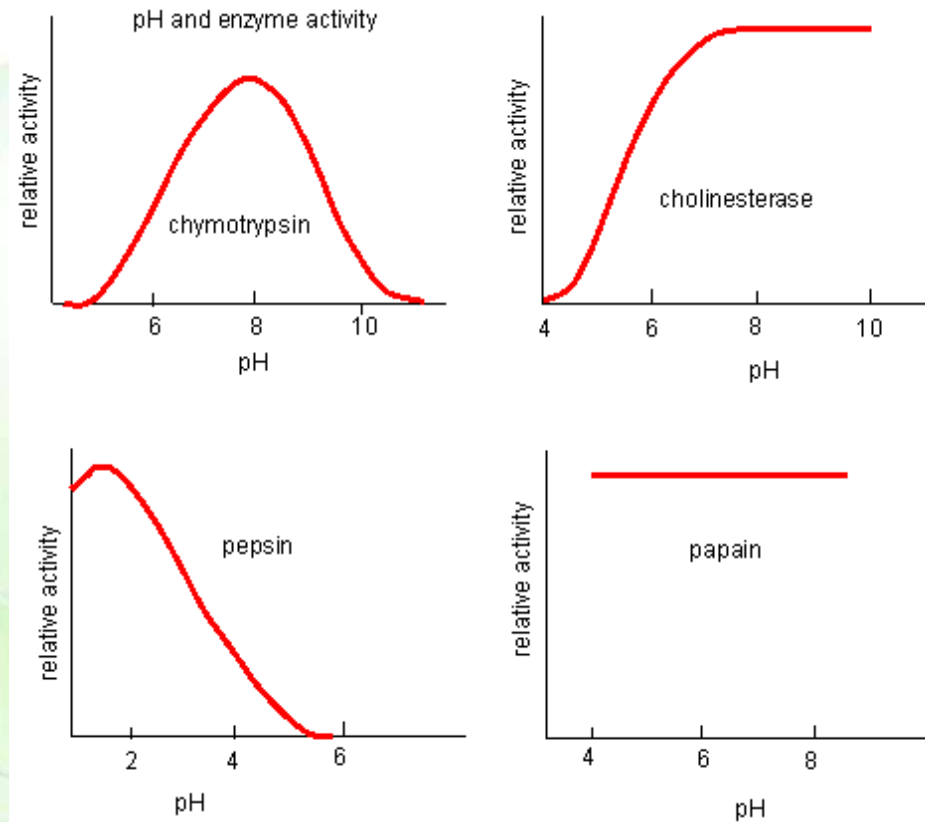 pH and enzyme activity
relative activity
chymotrypsin
6 8 10
pH
relative activity
cholinesterase
4 6 8 10
pH
relative activity
pepsin
2 4 6
pH
relative activity
papain
4 6 8
pH